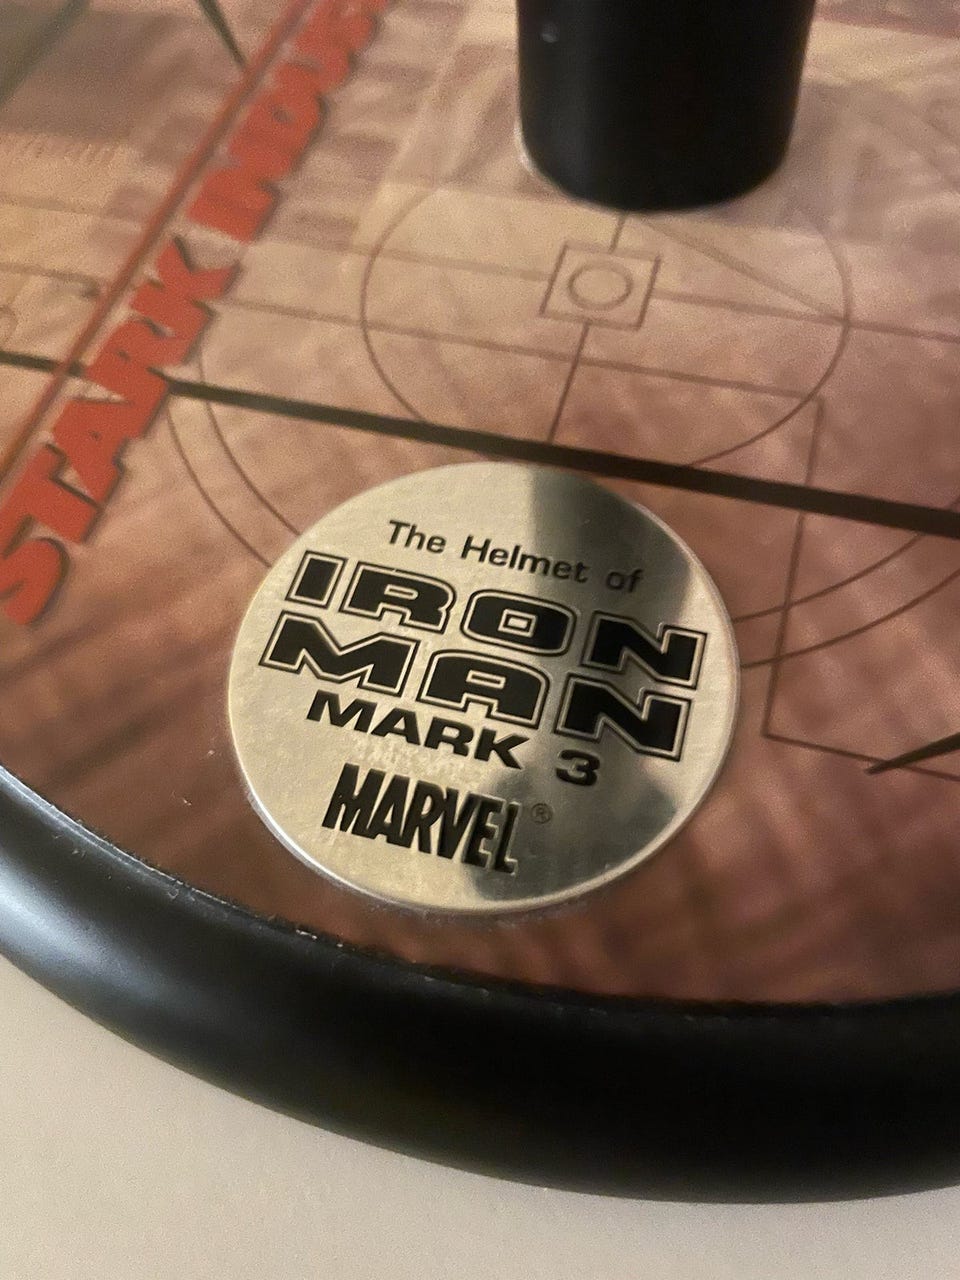 STARK INDUS
The Helmet of
IRON
MAN
MARK 3
MARVEL®